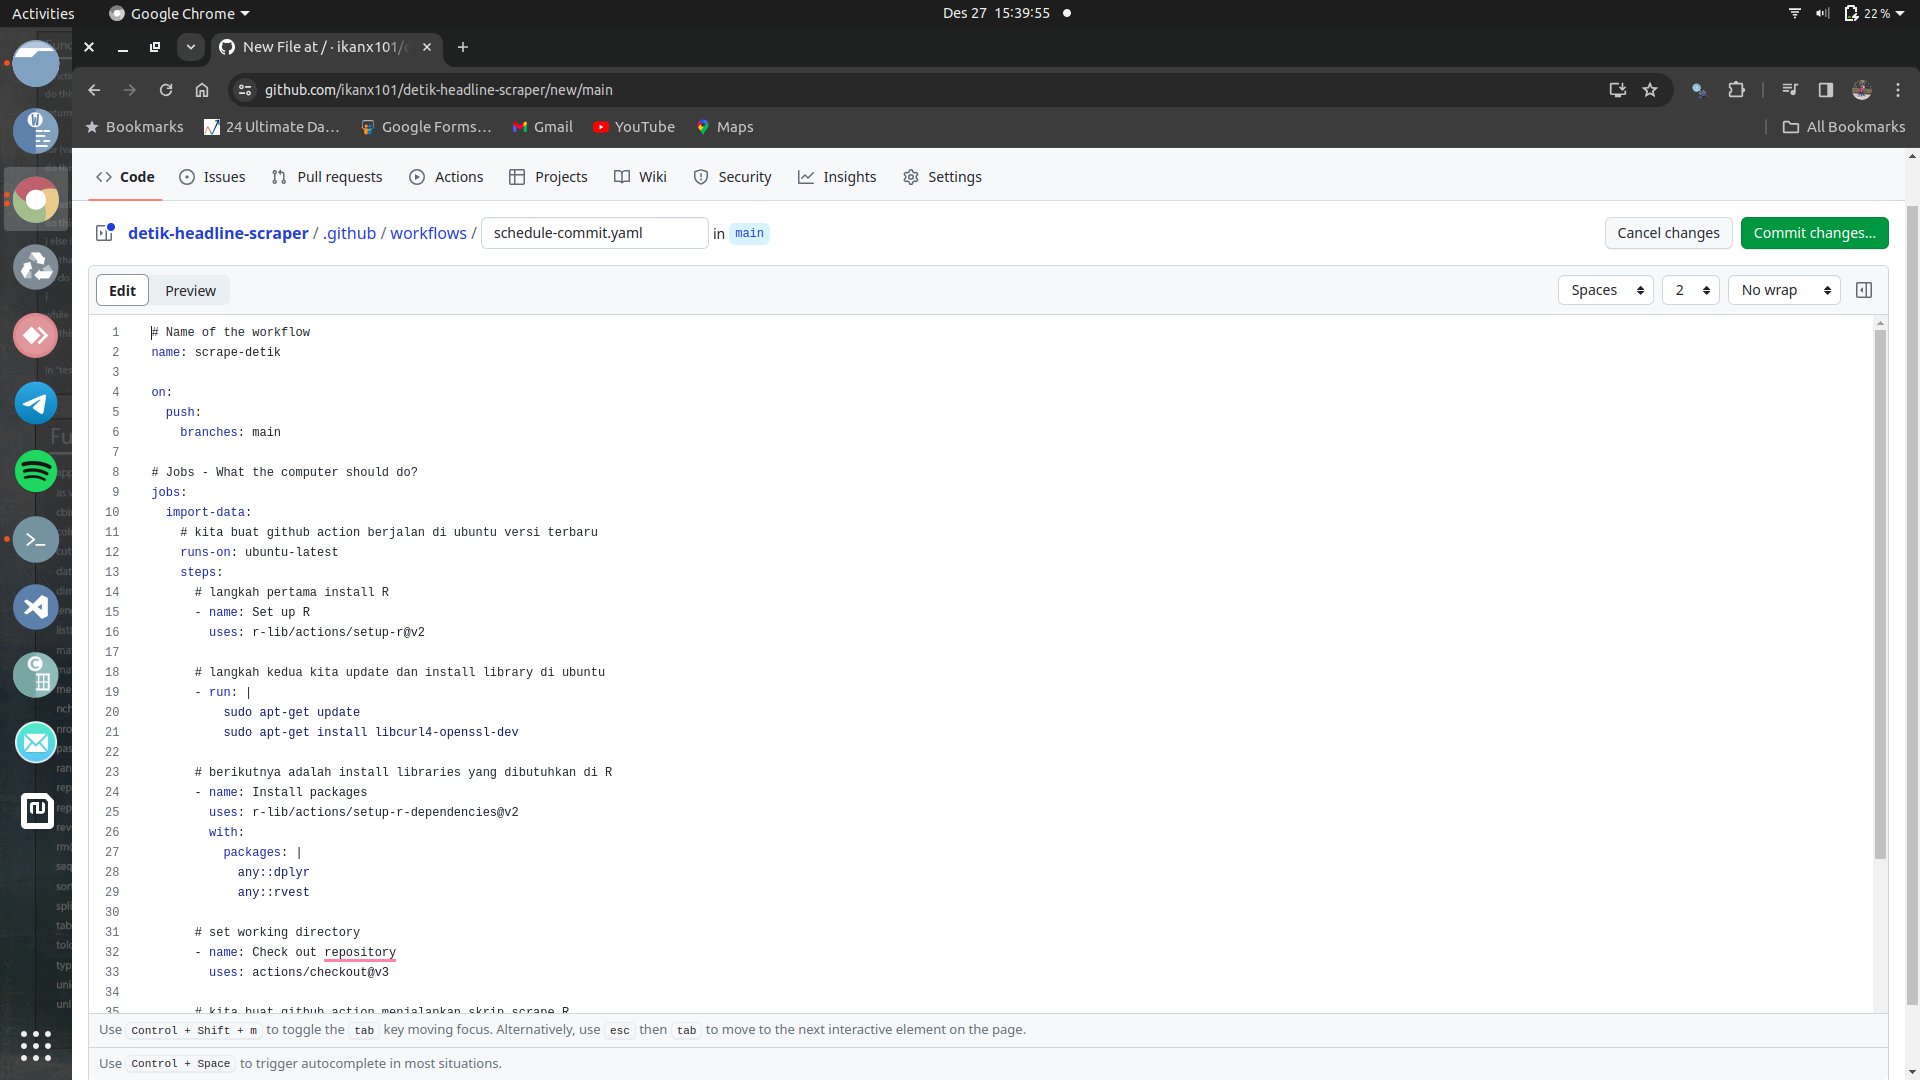 Activities Google Chrome Des 27 15:39:55 22 %
New File at / · ikanx101/
github.com/ikanx101/detik-headline-scraper/new/main
Bookmarks 24 Ultimate Da... Google Forms... Gmail YouTube Maps All Bookmarks
Code Issues Pull requests Actions Projects Wiki Security Insights Settings
detik-headline-scraper / .github / workflows / schedule-commit.yaml in main Cancel changes Commit changes...
Edit Preview Spaces 2 No wrap
1 # Name of the workflow
2 name: scrape-detik
3
4 on:
5 push:
6 branches: main
7
8 # Jobs - What the computer should do?
9 jobs:
10 import-data:
11 # kita buat github action berjalan di ubuntu versi terbaru
12 runs-on: ubuntu-latest
13 steps:
14 # langkah pertama install R
15 - name: Set up R
16 uses: r-lib/actions/setup-r@v2
17
18 # langkah kedua kita update dan install library di ubuntu
19 - run: |
20 sudo apt-get update
21 sudo apt-get install libcurl4-openssl-dev
22
23 # berikutnya adalah install libraries yang dibutuhkan di R
24 - name: Install packages
25 uses: r-lib/actions/setup-r-dependencies@v2
26 with:
27 packages: |
28 any::dplyr
29 any::rvest
30
31 # set working directory
32 - name: Check out repository
33 uses: actions/checkout@v3
34
35 # kita buat github action menjalankan skrip scrape R
Use Control + Shift + m to toggle the tab key moving focus. Alternatively, use esc then tab to move to the next interactive element on the page.
Use Control + Space to trigger autocomplete in most situations.